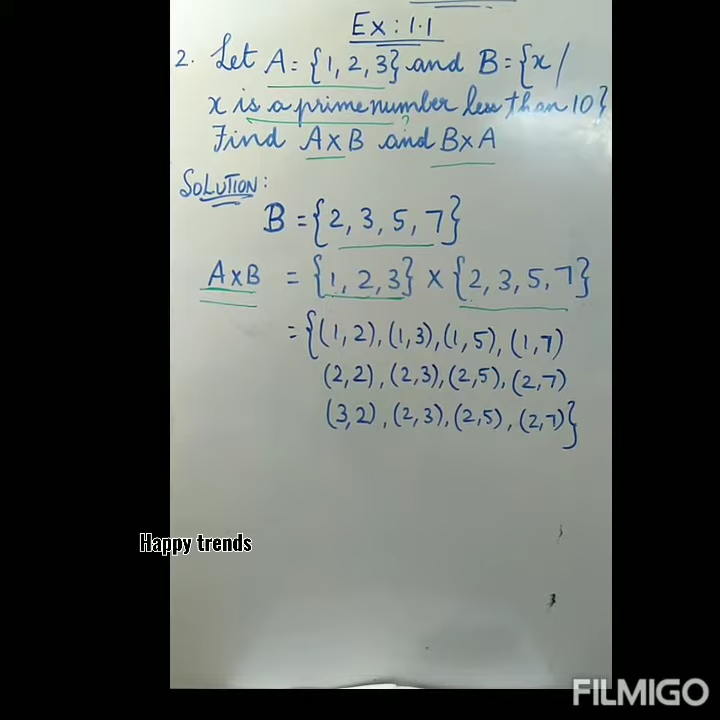 Ex: 1.1
2. Let A = {1, 2, 3} and B = {x /
x is a prime number less than 10}
Find A x B and B x A
SOLUTION:
B = {2, 3, 5, 7}
A x B = {1, 2, 3} x {2, 3, 5, 7}
= {(1, 2), (1, 3), (1, 5), (1, 7)
(2, 2), (2, 3), (2, 5), (2, 7)
(3, 2), (2, 3), (2, 5), (2, 7)}
Happy trends
FILMIGO